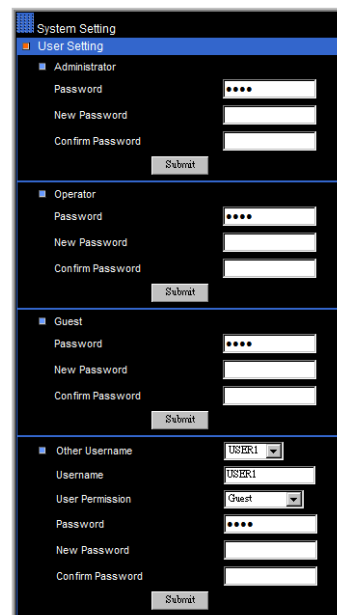 System Setting
User Setting
Administrator
Password ••••
New Password
Confirm Password
Submit
Operator
Password ••••
New Password
Confirm Password
Submit
Guest
Password ••••
New Password
Confirm Password
Submit
Other Username USER1
Username USER1
User Permission Guest
Password ••••
New Password
Confirm Password
Submit